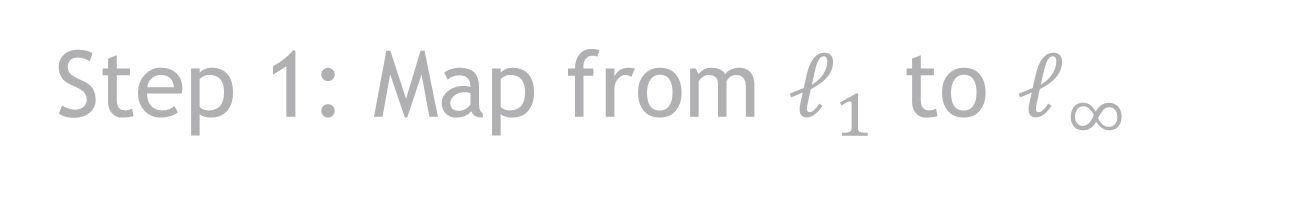 Step 1: Map from ℓ₁ to ℓ∞